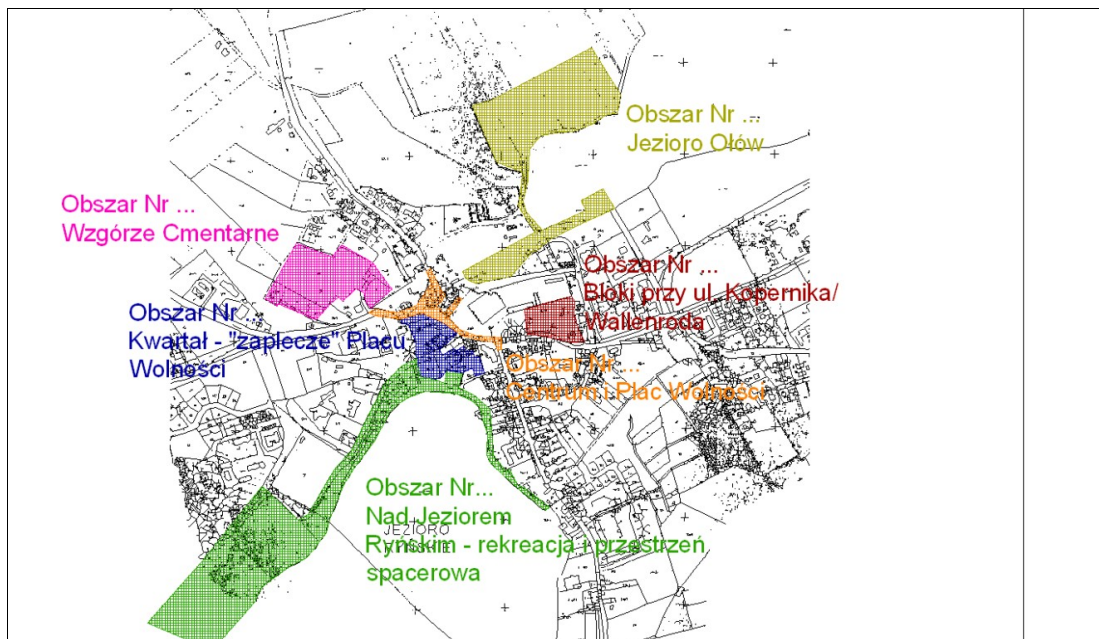 Obszar Nr ...
Jezioro Ołów
Obszar Nr ...
Wzgórze Cmentarne
Obszar Nr ...
Bloki przy ul. Kopernika/
Wallenroda
Obszar Nr ...
Kwartał - "zaplecze" Placu
Wolności
Obszar Nr ...
Centrum i Plac Wolności
Obszar Nr...
Nad Jeziorem
Ryńskim - rekreacja i przestrzeń
spacerowa
JEZIORO
RYŃSKIE